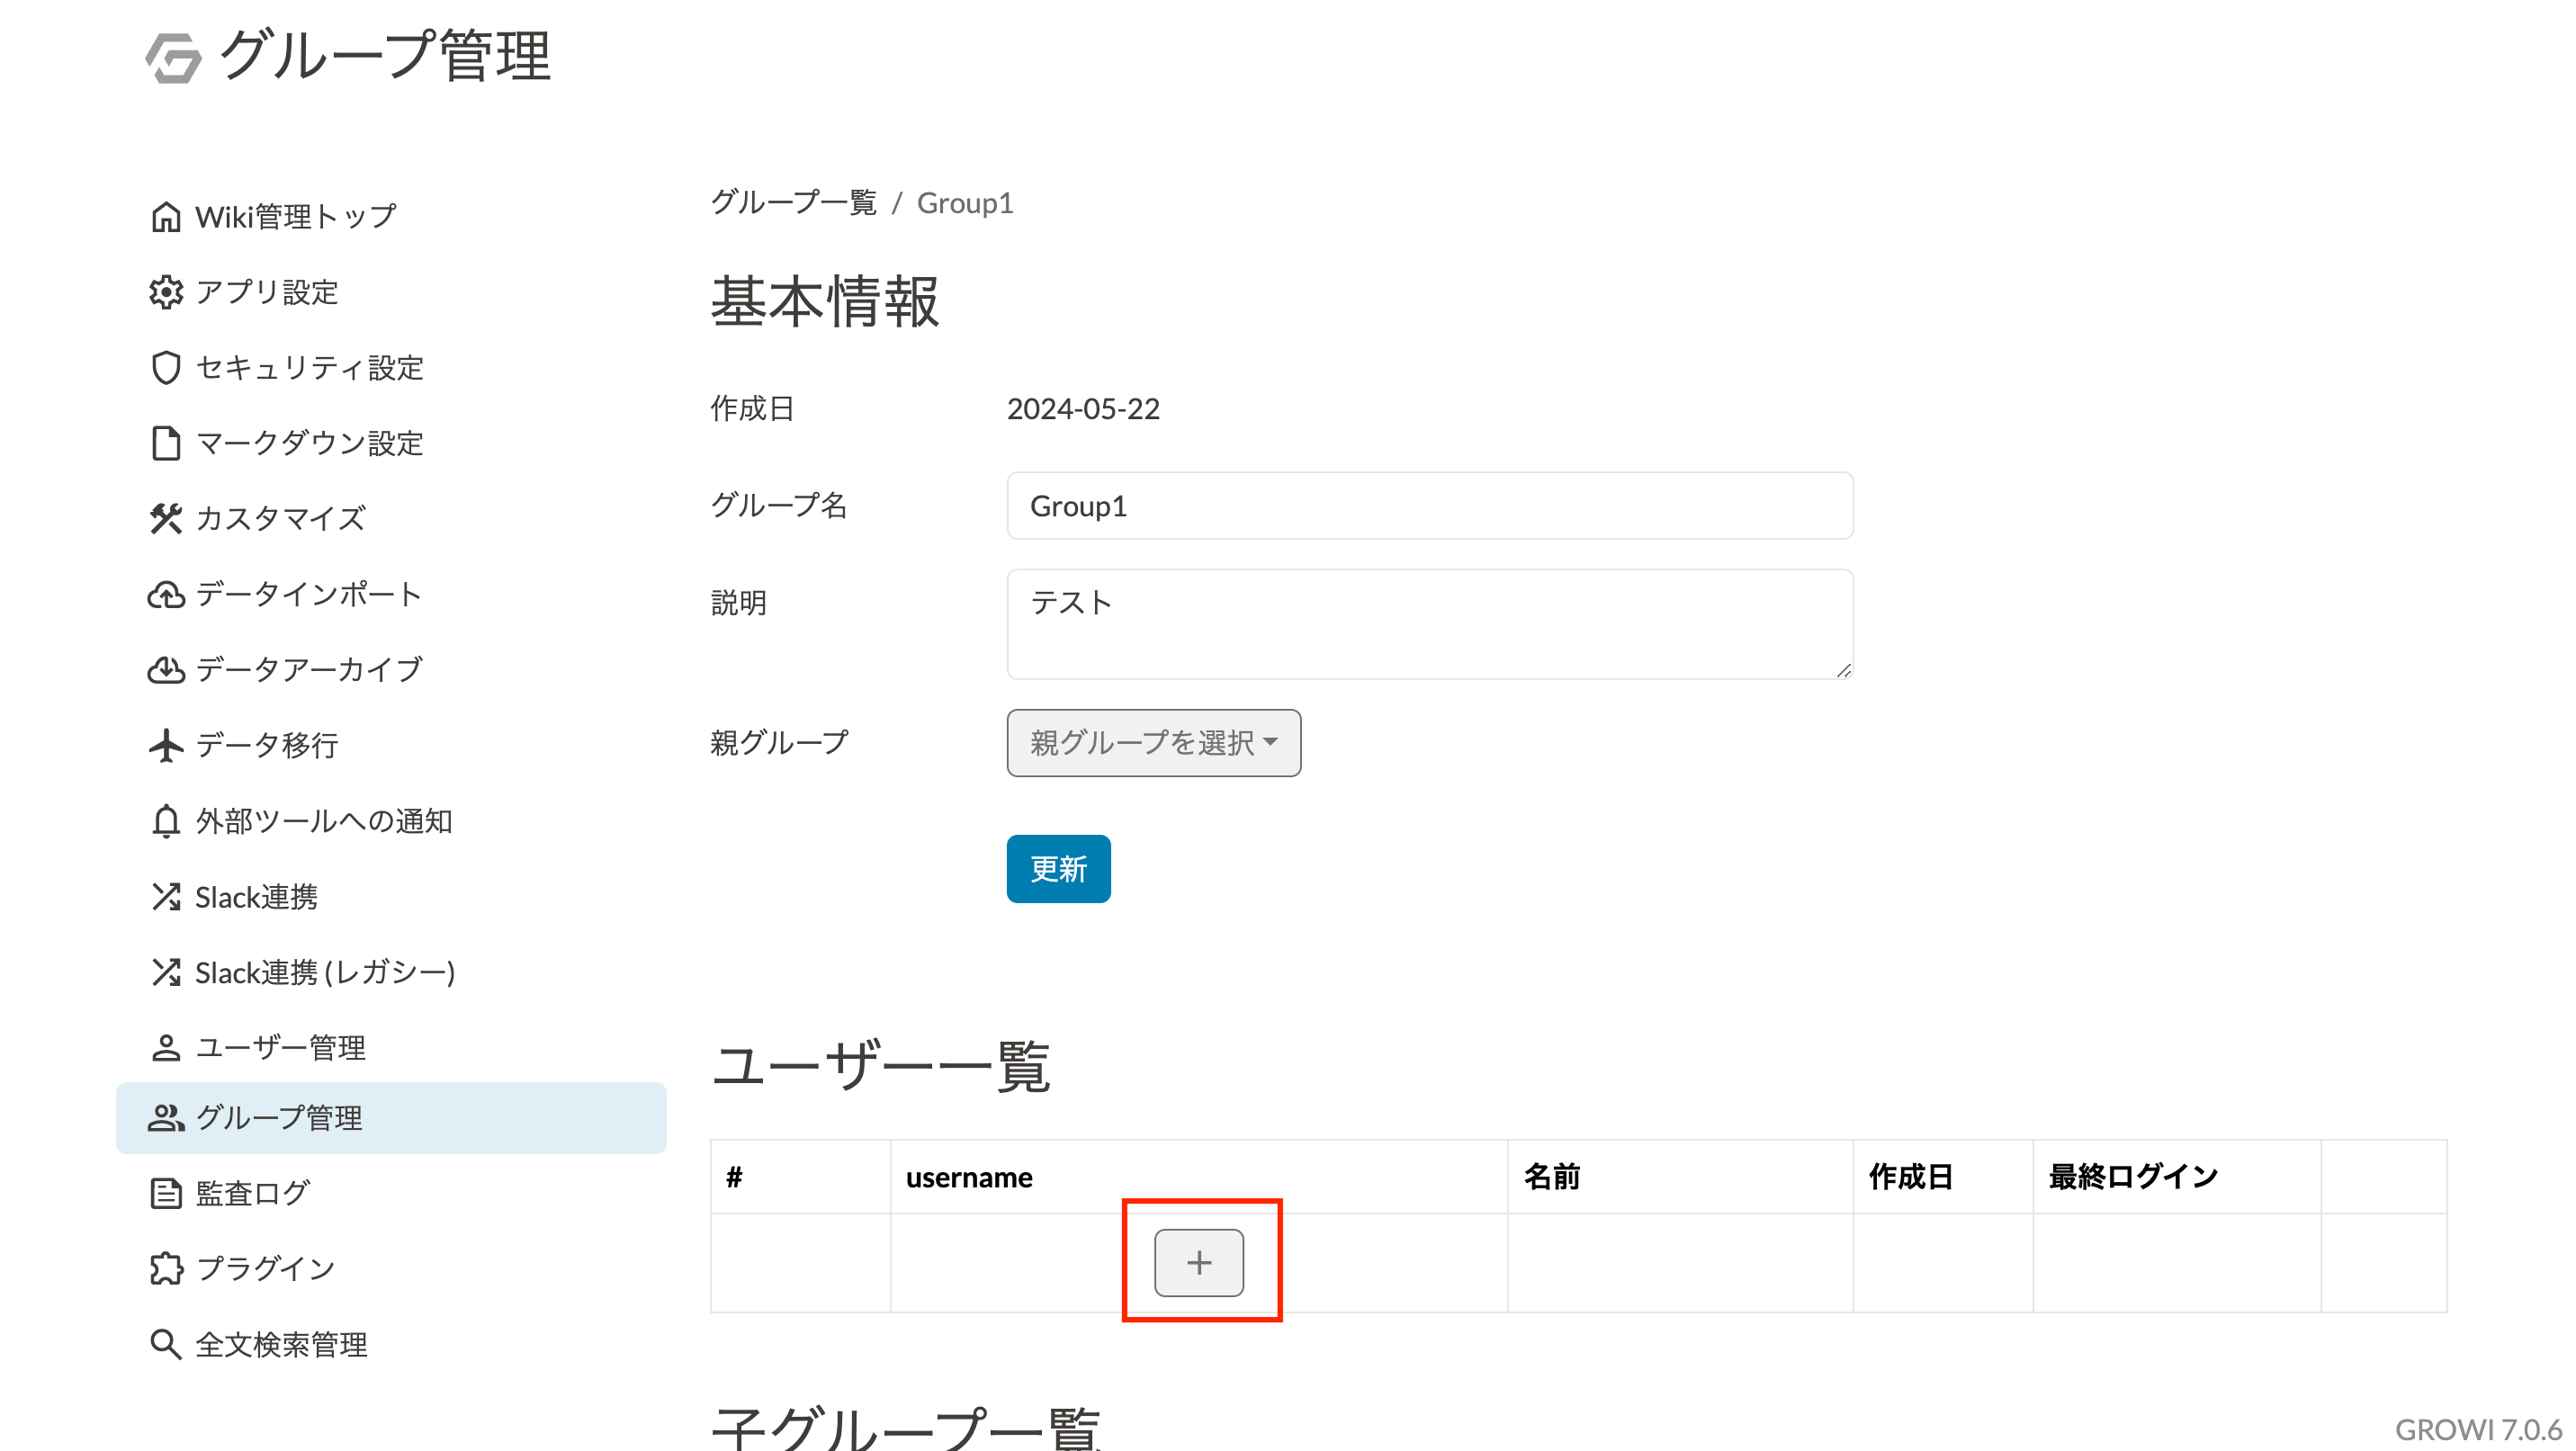 グループ管理
Wiki管理トップ
アプリ設定
セキュリティ設定
マークダウン設定
カスタマイズ
データインポート
データアーカイブ
データ移行
外部ツールへの通知
Slack連携
Slack連携 (レガシー)
ユーザー管理
グループ管理
監査ログ
プラグイン
全文検索管理
グループ一覧 / Group1
基本情報
作成日 2024-05-22
グループ名 Group1
説明 テスト
親グループ 親グループを選択
更新
ユーザー一覧
# username 名前 作成日 最終ログイン
+
子グループ一覧
GROWI 7.0.6